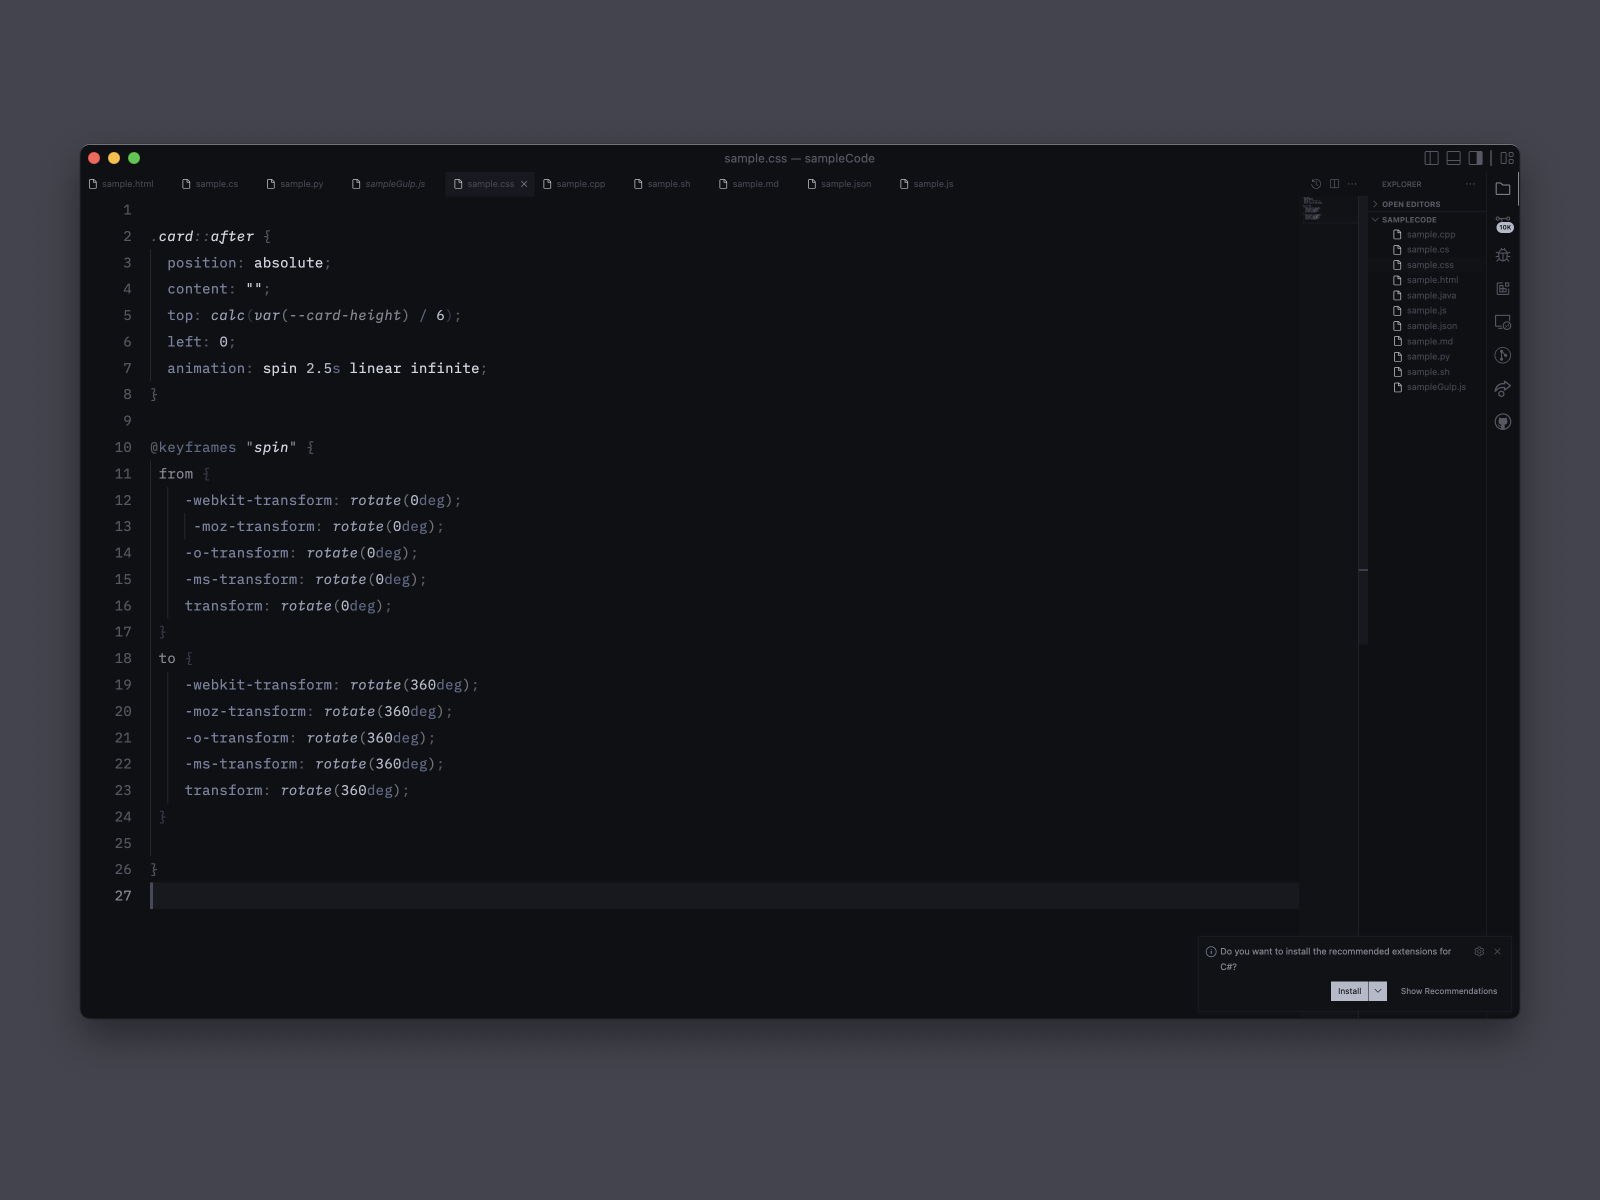 sample.css — sampleCode
sample.html sample.cs sample.py sampleGulp.js sample.css sample.cpp sample.sh sample.md sample.json sample.js
1
2 .card::after {
3 position: absolute;
4 content: "";
5 top: calc(var(--card-height) / 6);
6 left: 0;
7 animation: spin 2.5s linear infinite;
8 }
9
10 @keyframes "spin" {
11 from {
12 -webkit-transform: rotate(0deg);
13 -moz-transform: rotate(0deg);
14 -o-transform: rotate(0deg);
15 -ms-transform: rotate(0deg);
16 transform: rotate(0deg);
17 }
18 to {
19 -webkit-transform: rotate(360deg);
20 -moz-transform: rotate(360deg);
21 -o-transform: rotate(360deg);
22 -ms-transform: rotate(360deg);
23 transform: rotate(360deg);
24 }
25
26 }
27
EXPLORER
OPEN EDITORS
SAMPLECODE
sample.cpp
sample.cs
sample.css
sample.html
sample.java
sample.js
sample.json
sample.md
sample.py
sample.sh
sampleGulp.js
10K
Do you want to install the recommended extensions for
C#?
Install Show Recommendations